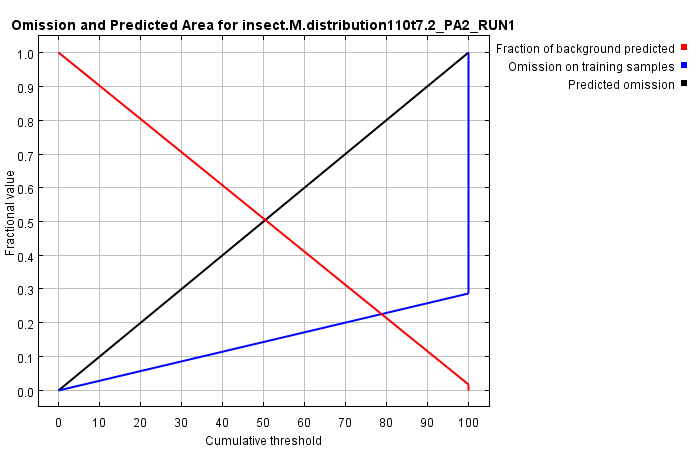 Omission and Predicted Area for insect.M.distribution110t7.2_PA2_RUN1
Fraction of background predicted
Omission on training samples
Predicted omission
1.0
0.9
0.8
0.7
0.6
0.5
0.4
0.3
0.2
0.1
0.0
Fractional value
0 10 20 30 40 50 60 70 80 90 100
Cumulative threshold